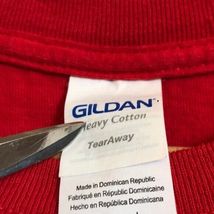 GILDAN
Heavy Cotton
TearAway
Made in Dominican Republic
Fabriqué en République Dominicaine
Hecho en República Dominicana